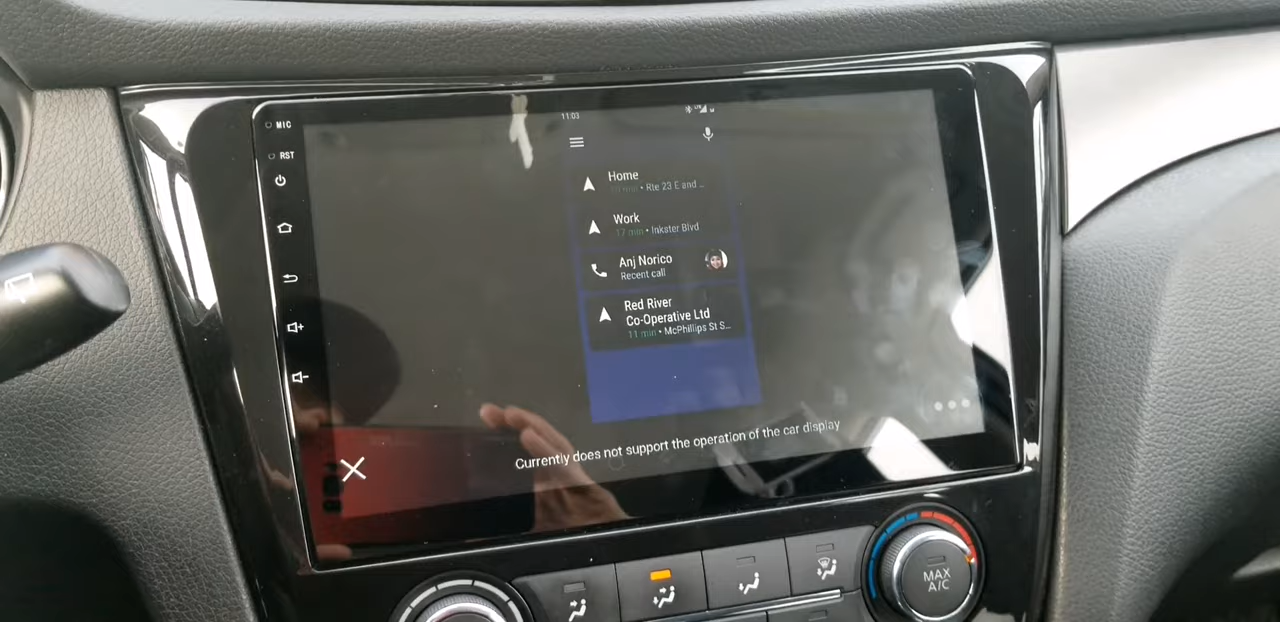 MIC
RST
11:03
Home
• Rte 23 E and ...
Work
17 min • Inkster Blvd
Anj Norico
Recent call
Red River
Co-Operative Ltd
11 min • McPhillips St S...
Currently does not support the operation of the car display
MAX
A/C